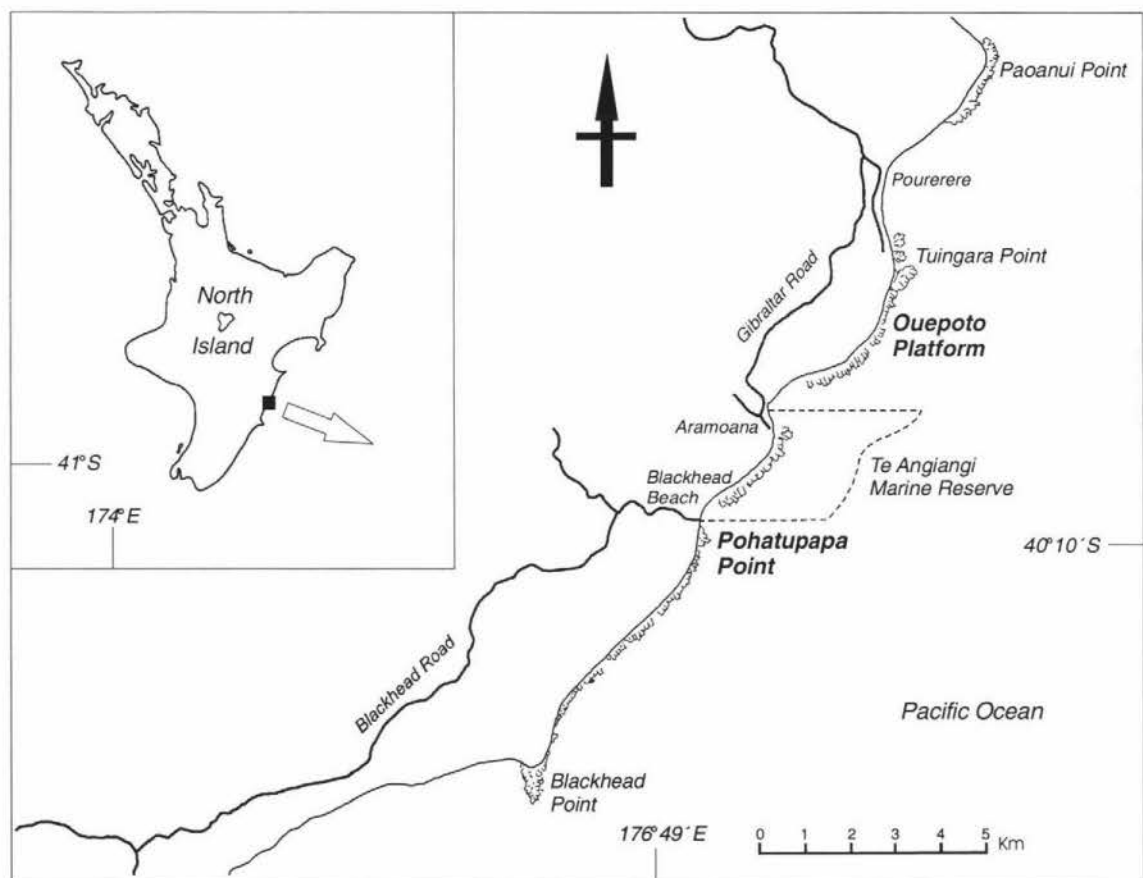 North
Island
41°S
174°E
Paoanui Point
Pourerere
Tuingara Point
Gibraltar Road
Ouepoto
Platform
Aramoana
Blackhead
Beach
Te Angiangi
Marine Reserve
Pohatupapa
Point
40°10´S
Blackhead Road
Pacific Ocean
Blackhead
Point
176°49´E
0 1 2 3 4 5
Km